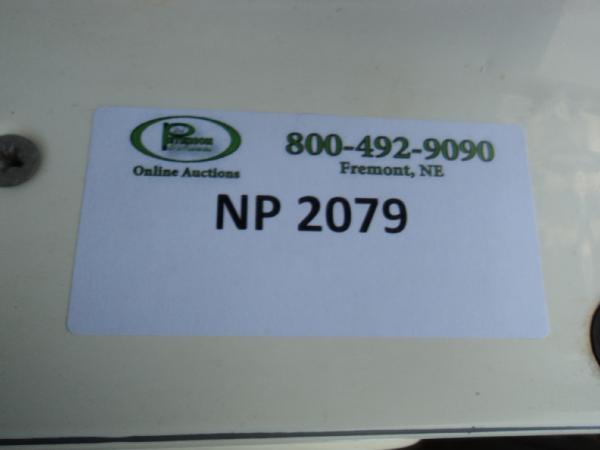 Online Auctions
800-492-9090
Fremont, NE
NP 2079